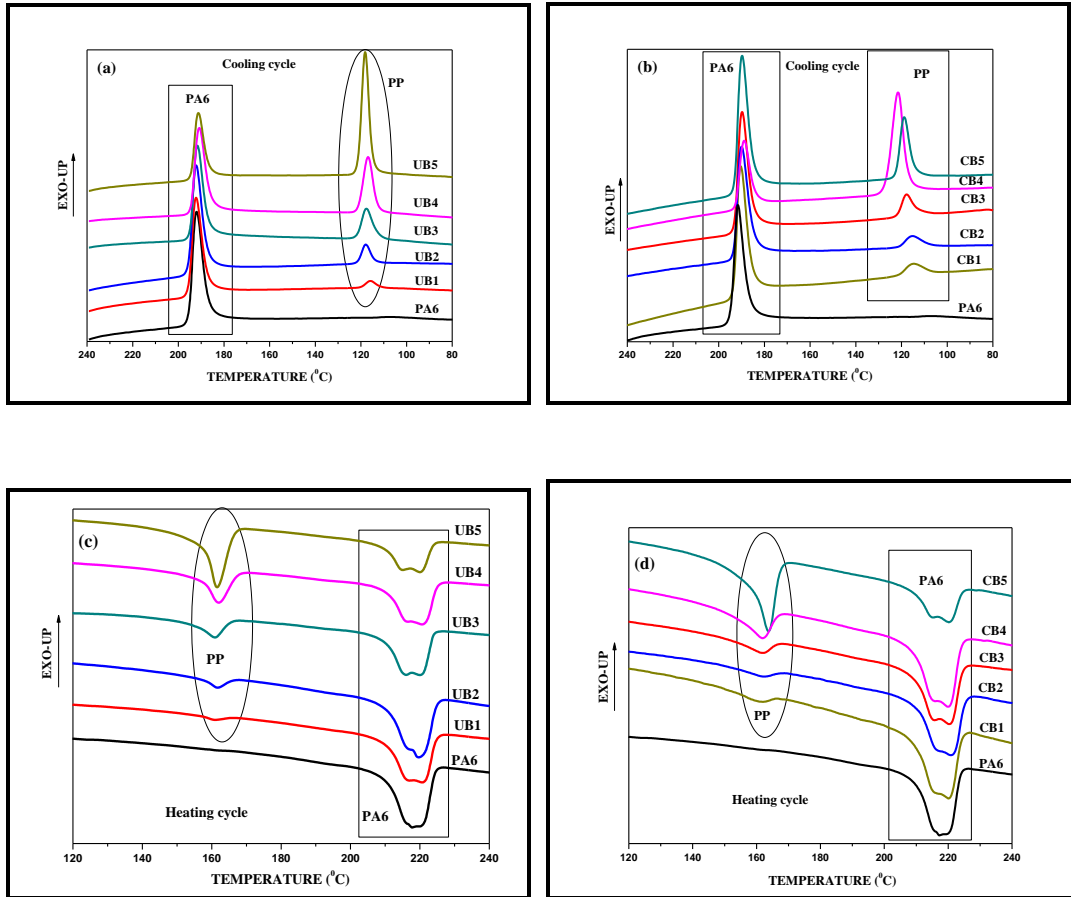 (a)
Cooling cycle
PP
PA6
UB5
UB4
UB3
UB2
UB1
PA6
EXO-UP
240 220 200 180 160 140 120 100 80
TEMPERATURE (⁰C)
(b)
PA6
Cooling cycle
PP
CB5
CB4
CB3
CB2
CB1
PA6
EXO-UP
240 220 200 180 160 140 120 100 80
TEMPERATURE (⁰C)
(c)
UB5
UB4
UB3
PP
UB2
UB1
PA6
PA6
Heating cycle
EXO-UP
120 140 160 180 200 220 240
TEMPERATURE (⁰C)
(d)
PA6
CB5
CB4
CB3
CB2
PP
CB1
PA6
Heating cycle
EXO-UP
120 140 160 180 200 220 240
TEMPERATURE (⁰C)